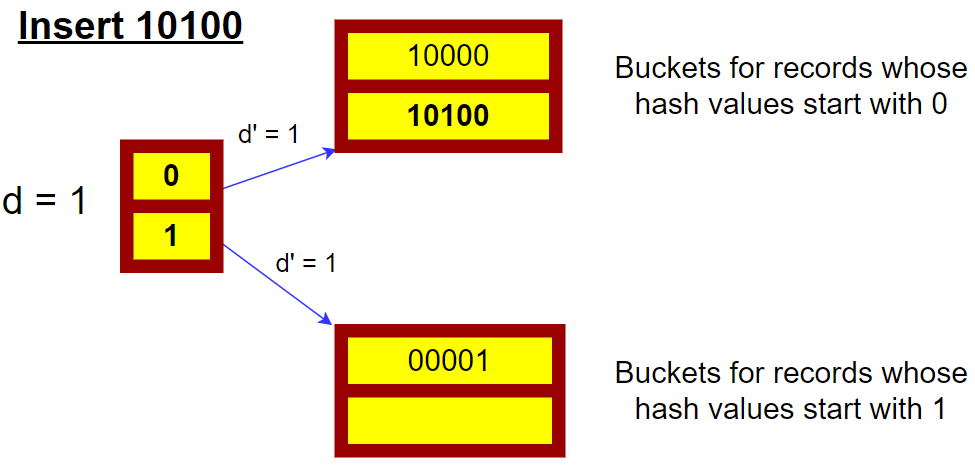 Insert 10100
10000
10100
Buckets for records whose
hash values start with 0
d' = 1
d = 1
0
1
d' = 1
00001
Buckets for records whose
hash values start with 1